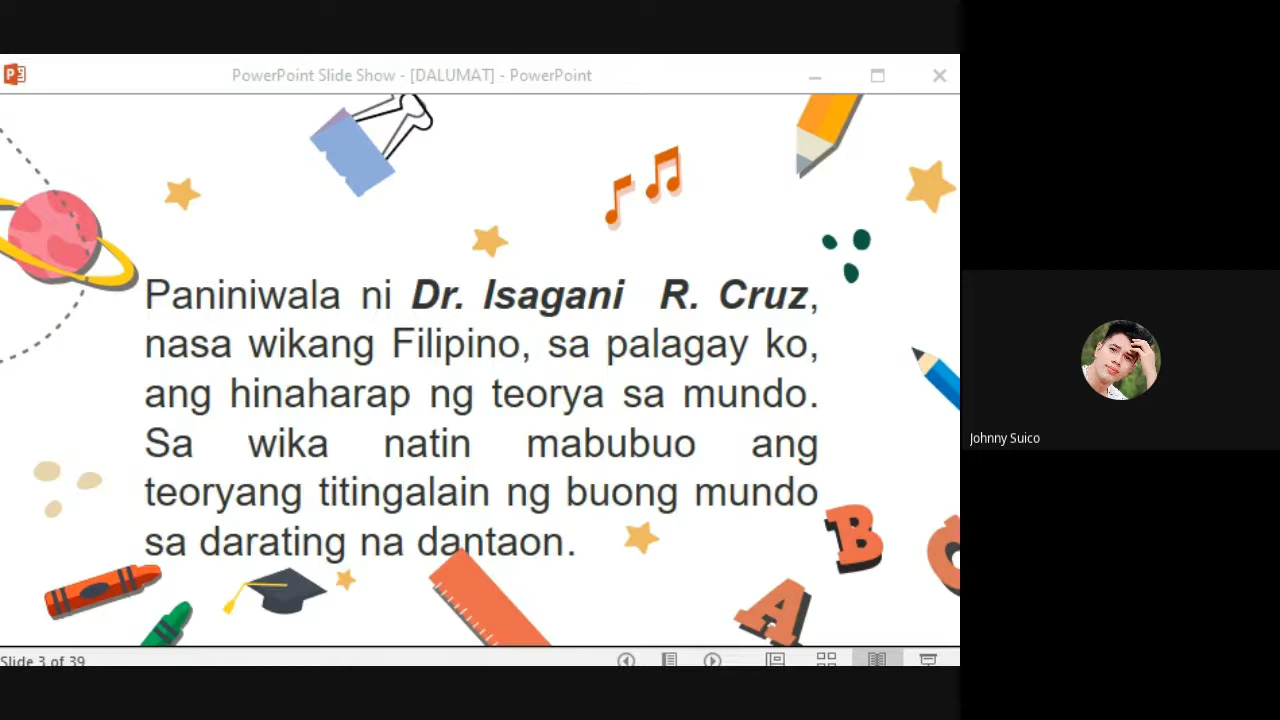 PowerPoint Slide Show - [DALUMAT] - PowerPoint
Paniniwala ni Dr. Isagani R. Cruz,
nasa wikang Filipino, sa palagay ko,
ang hinaharap ng teorya sa mundo.
Sa wika natin mabubuo ang
teoryang titingalain ng buong mundo
sa darating na dantaon.
B
A
Slide 3 of 39
Johnny Suico